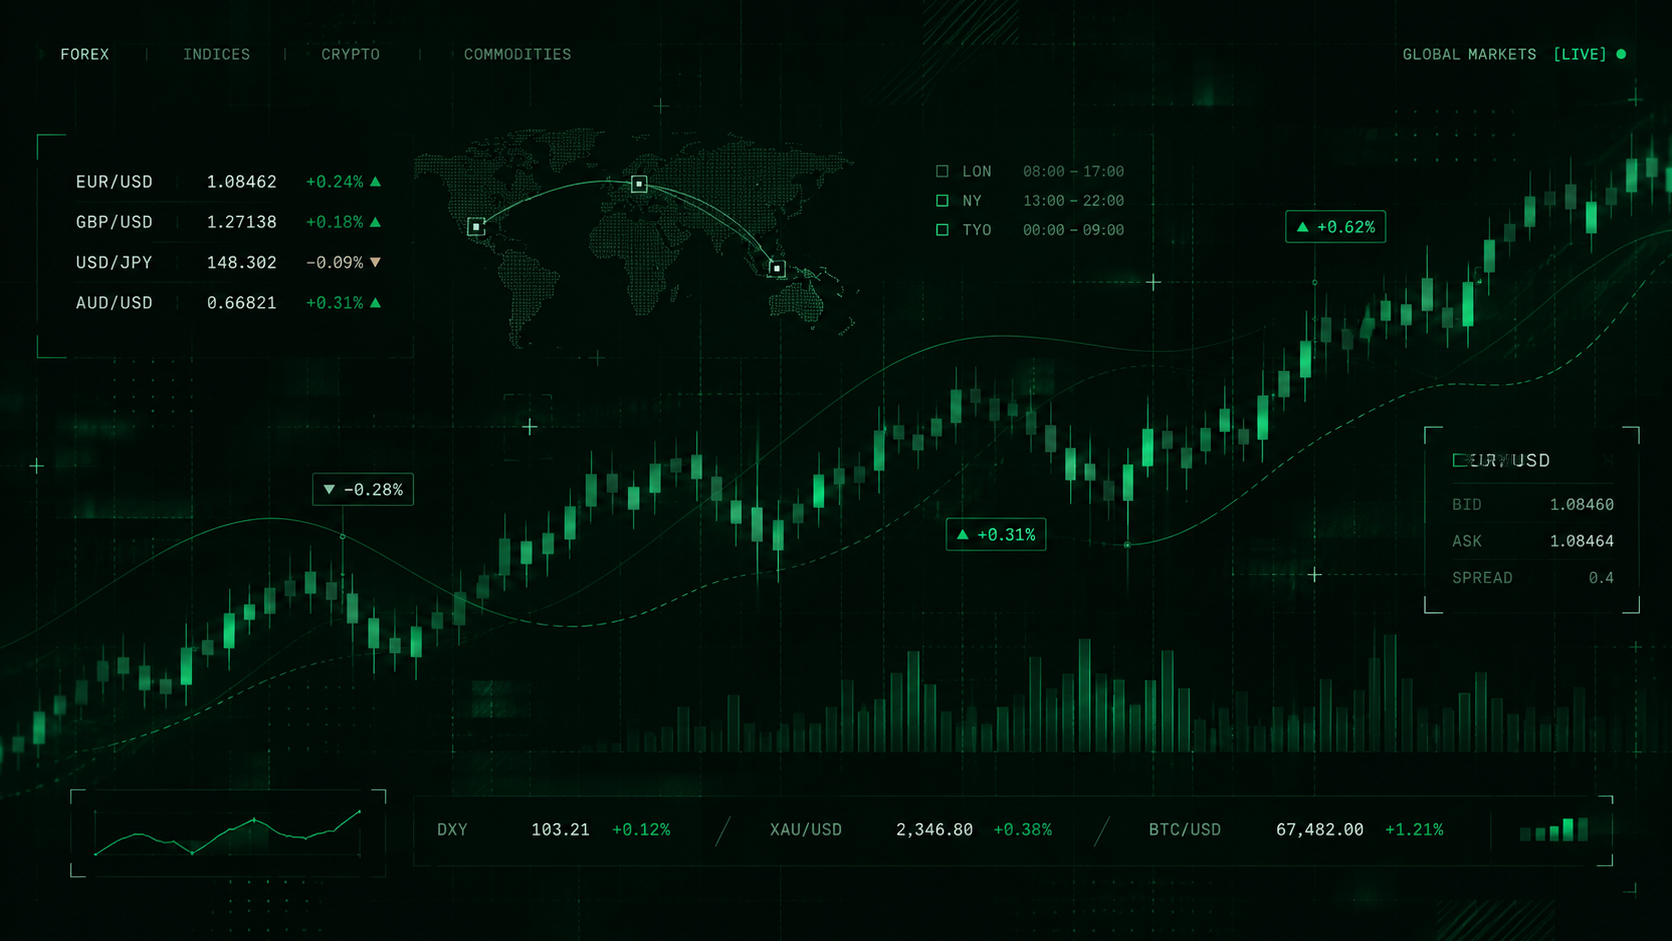 FOREX | INDICES | CRYPTO | COMMODITIES
GLOBAL MARKETS [LIVE]
EUR/USD 1.08462 +0.24% ▲
GBP/USD 1.27138 +0.18% ▲
USD/JPY 148.302 −0.09% ▼
AUD/USD 0.66821 +0.31% ▲
LON 08:00 – 17:00
NY 13:00 – 22:00
TYO 00:00 – 09:00
▲ +0.62%
▼ −0.28%
▲ +0.31%
EUR/USD
BID 1.08460
ASK 1.08464
SPREAD 0.4
DXY 103.21 +0.12% / XAU/USD 2,346.80 +0.38% / BTC/USD 67,482.00 +1.21%